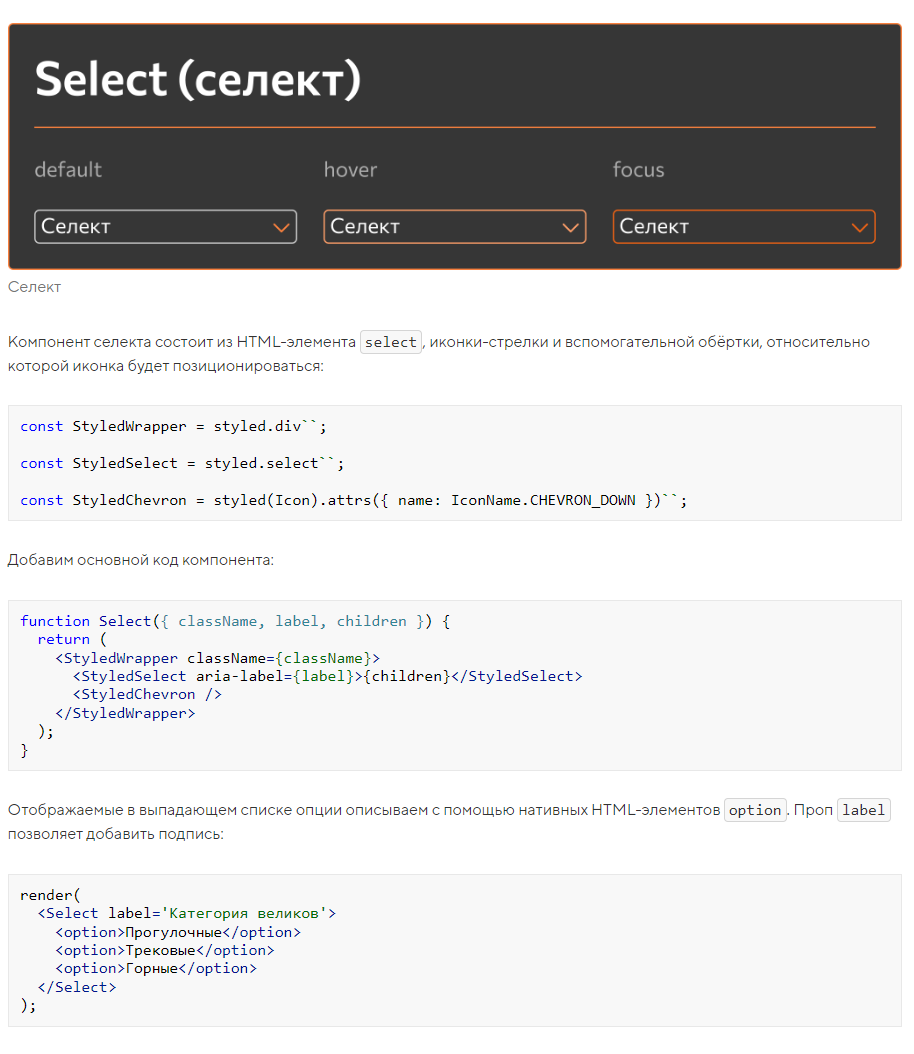 Select (селект)
default hover focus
Селект Селект Селект
Селект
Компонент селекта состоит из HTML-элемента select, иконки-стрелки и вспомогательной обёртки, относительно
которой иконка будет позиционироваться:
const StyledWrapper = styled.div``;
const StyledSelect = styled.select``;
const StyledChevron = styled(Icon).attrs({ name: IconName.CHEVRON_DOWN })``;
Добавим основной код компонента:
function Select({ className, label, children }) {
  return (
    <StyledWrapper className={className}>
      <StyledSelect aria-label={label}>{children}</StyledSelect>
      <StyledChevron />
    </StyledWrapper>
  );
}
Отображаемые в выпадающем списке опции описываем с помощью нативных HTML-элементов option. Проп label
позволяет добавить подпись:
render(
  <Select label='Категория великов'>
    <option>Прогулочные</option>
    <option>Трековые</option>
    <option>Горные</option>
  </Select>
);